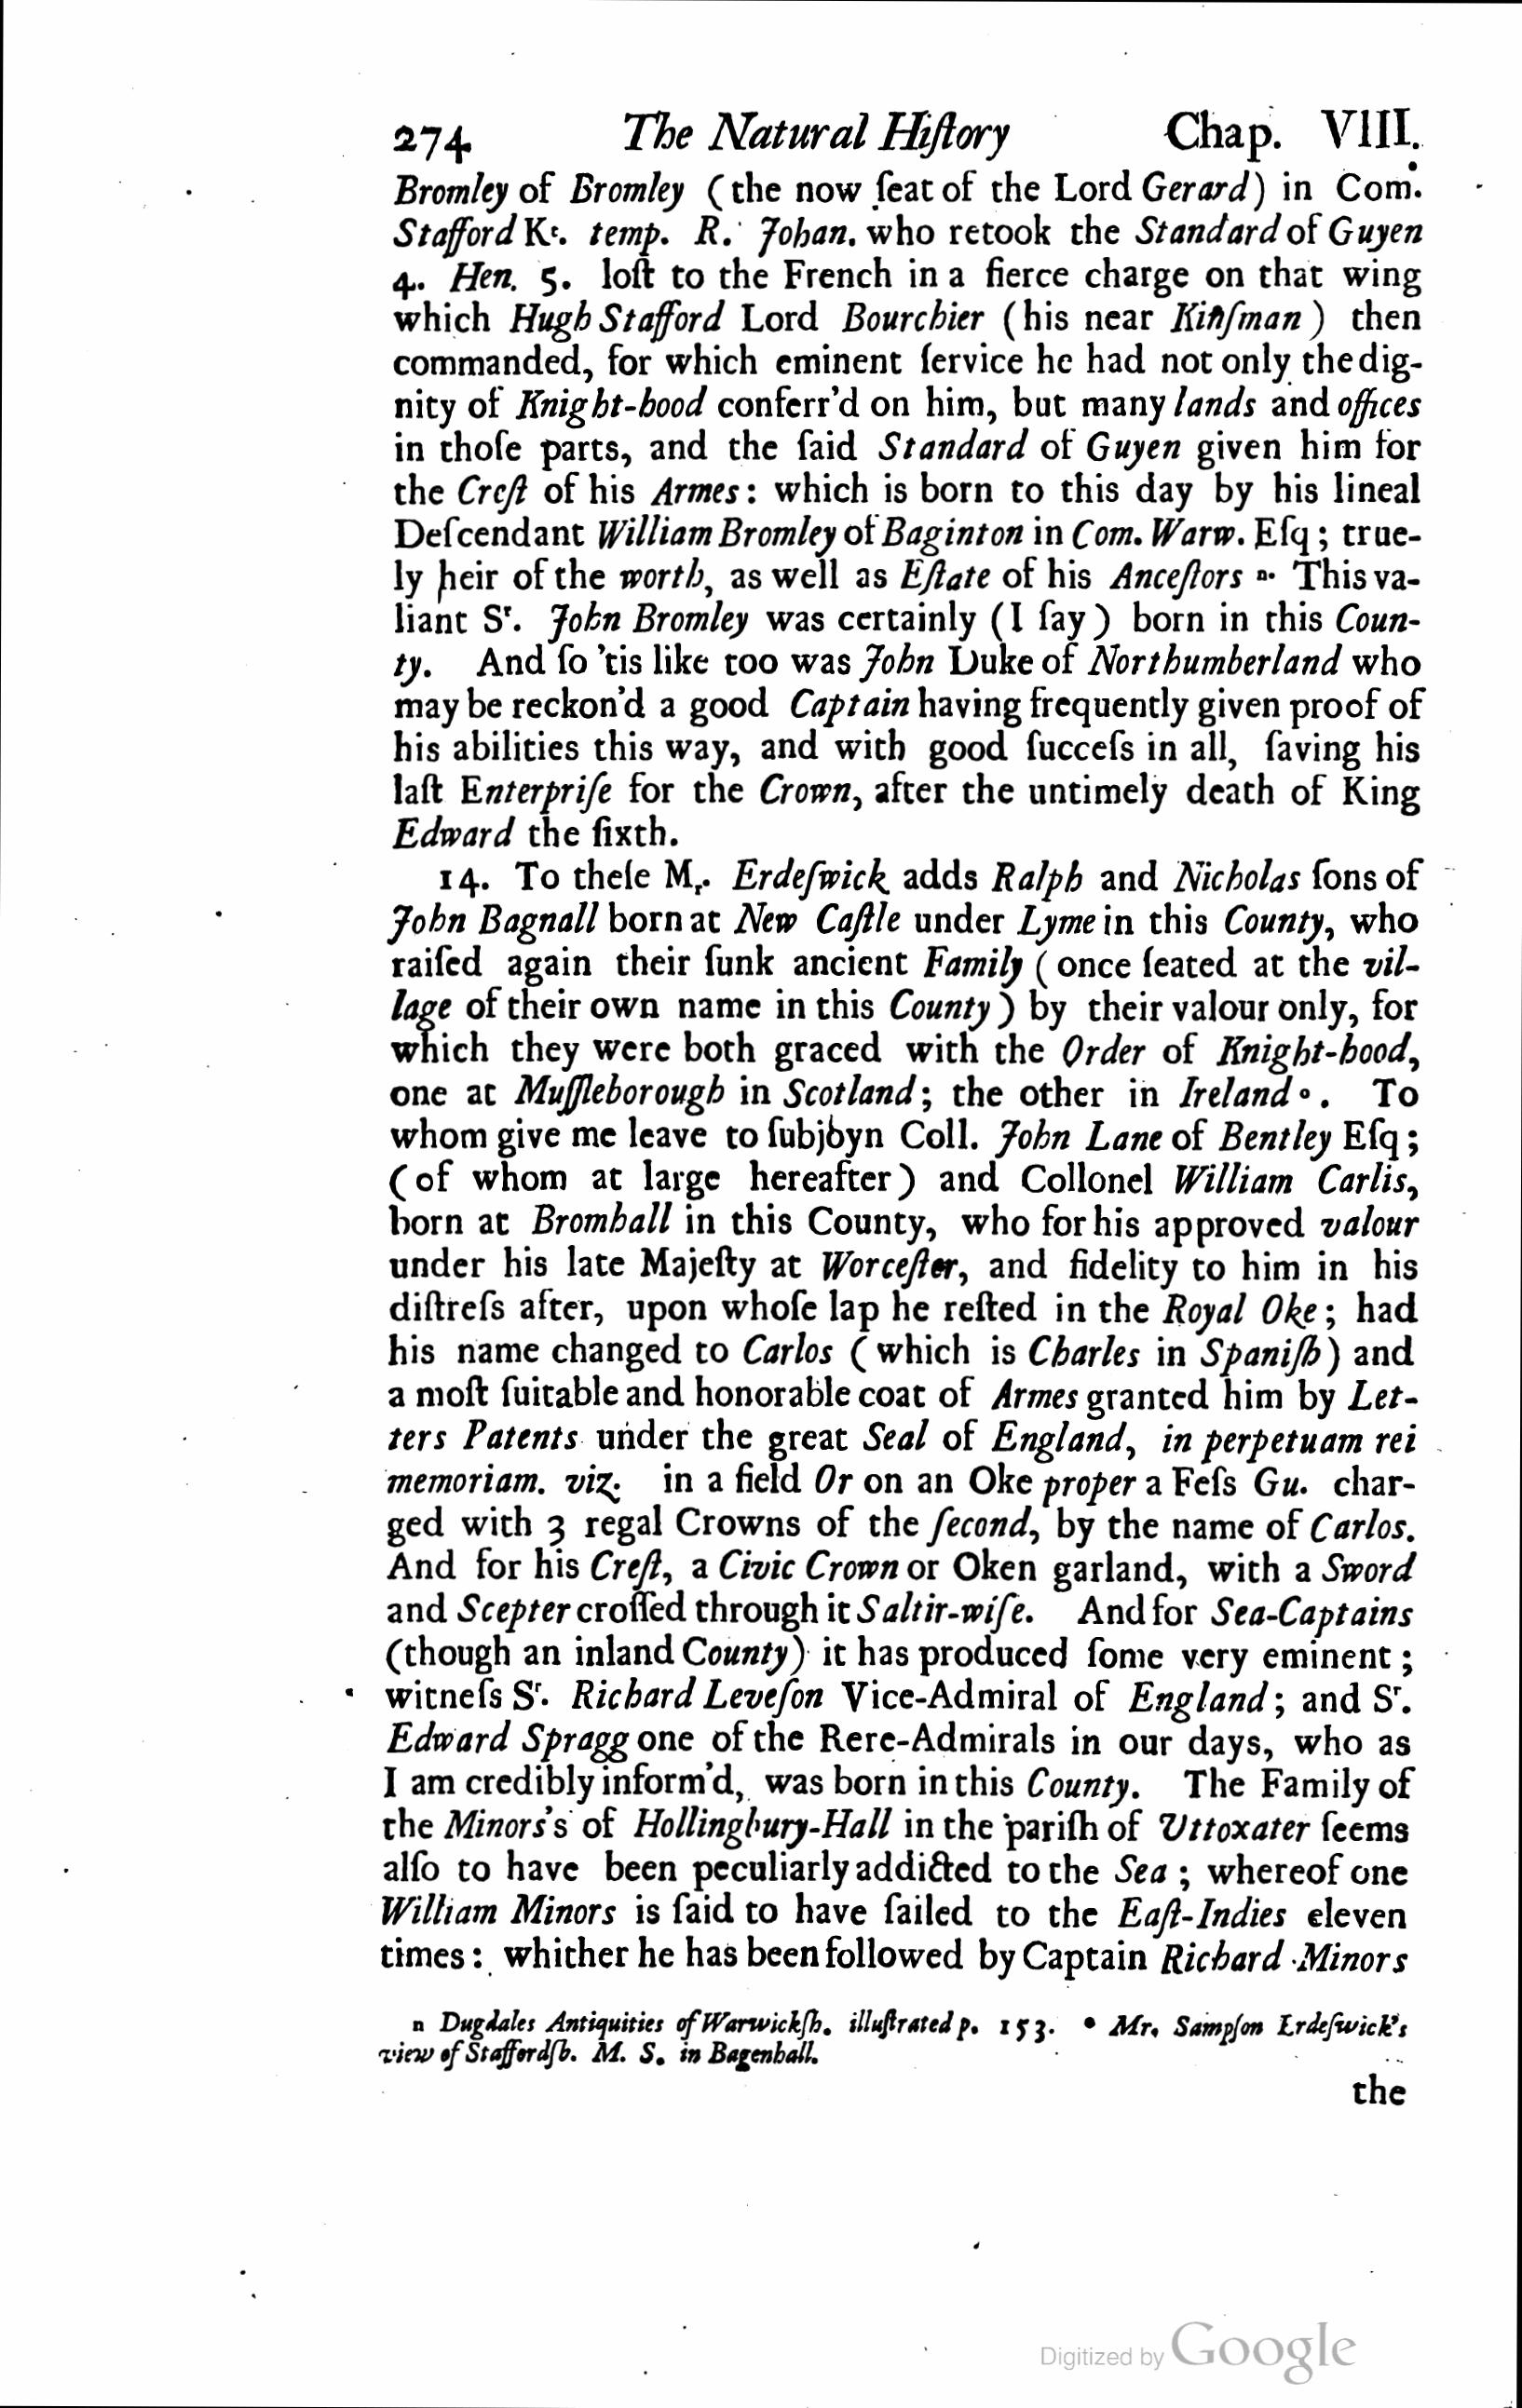 274 The Natural Hiſtory Chap. VIII.
Bromley of Bromley (the now ſeat of the Lord Gerard) in Com.
Stafford Kᵗ. temp. R. Johan. who retook the Standard of Guyen
4. Hen. 5. loſt to the French in a fierce charge on that wing
which Hugh Stafford Lord Bourchier (his near Kinſman) then
commanded, for which eminent ſervice he had not only the dig-
nity of Knight-hood conferr'd on him, but many lands and offices
in thoſe parts, and the ſaid Standard of Guyen given him for
the Creſt of his Armes: which is born to this day by his lineal
Deſcendant William Bromley of Baginton in Com. Warw. Eſq; true-
ly heir of the worth, as well as Eſtate of his Anceſtors ⁿ. This va-
liant Sʳ. John Bromley was certainly (I ſay) born in this Coun-
ty. And ſo 'tis like too was John Duke of Northumberland who
may be reckon'd a good Captain having frequently given proof of
his abilities this way, and with good ſucceſs in all, ſaving his
laſt Enterpriſe for the Crown, after the untimely death of King
Edward the ſixth.
14. To theſe Mᵣ. Erdeſwick adds Ralph and Nicholas ſons of
John Bagnall born at New Caſtle under Lyme in this County, who
raiſed again their ſunk ancient Family (once ſeated at the vil-
lage of their own name in this County) by their valour only, for
which they were both graced with the Order of Knight-hood,
one at Muſſleborough in Scotland; the other in Ireland ᵒ. To
whom give me leave to ſubjoyn Coll. John Lane of Bentley Eſq;
(of whom at large hereafter) and Collonel William Carlis,
born at Bromhall in this County, who for his approved valour
under his late Majeſty at Worceſter, and fidelity to him in his
diſtreſs after, upon whoſe lap he reſted in the Royal Oke; had
his name changed to Carlos (which is Charles in Spaniſh) and
a moſt ſuitable and honorable coat of Armes granted him by Let-
ters Patents under the great Seal of England, in perpetuam rei
memoriam. viz. in a field Or on an Oke proper a Feſs Gu. char-
ged with 3 regal Crowns of the ſecond, by the name of Carlos.
And for his Creſt, a Civic Crown or Oken garland, with a Sword
and Scepter croſſed through it Saltir-wiſe. And for Sea-Captains
(though an inland County) it has produced ſome very eminent;
witneſs Sʳ. Richard Leveſon Vice-Admiral of England; and Sʳ.
Edward Spragg one of the Rere-Admirals in our days, who as
I am credibly inform'd, was born in this County. The Family of
the Minors's of Hollingbury-Hall in the pariſh of Vttoxater ſeems
alſo to have been peculiarly addicted to the Sea; whereof one
William Minors is ſaid to have ſailed to the Eaſt-Indies eleven
times: whither he has been followed by Captain Richard Minors
n Dugdales Antiquities of Warwickſh. illuſtrated p. 153. o Mr. Sampſon Erdeſwick's
view of Staffordſh. M. S. in Bagenhall.
the
Digitized by Google